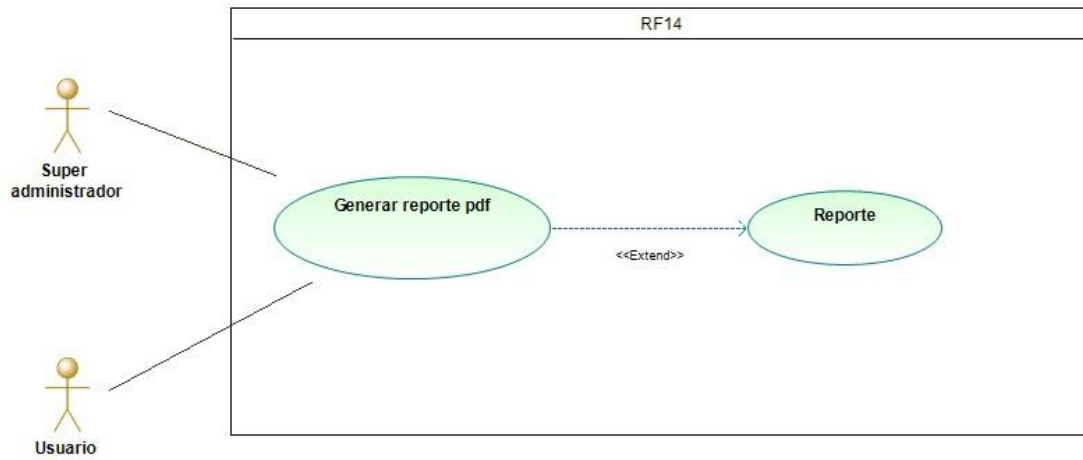 RF14
Super
administrador
Generar reporte pdf
Reporte
<<Extend>>
Usuario